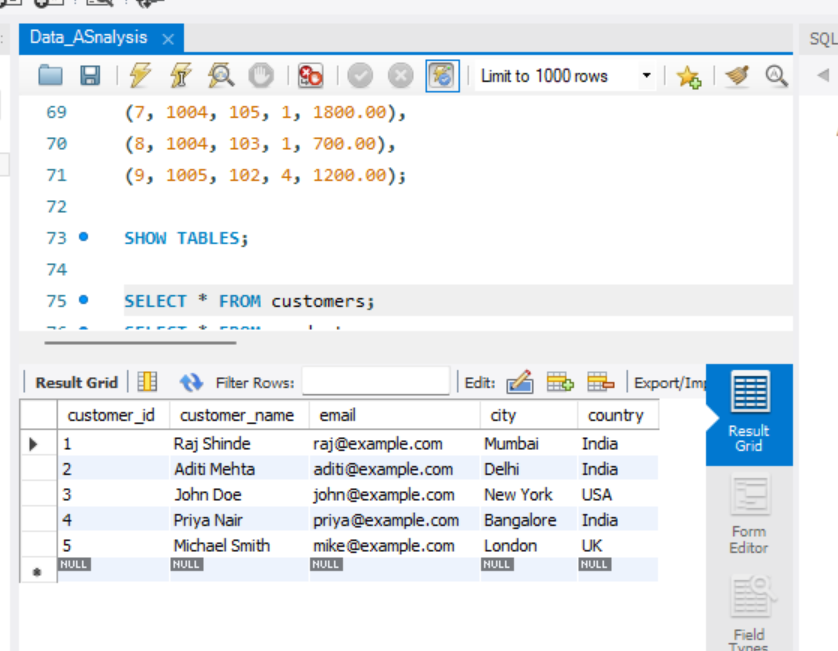 Data_ASnalysis ×
SQL
Limit to 1000 rows
69 (7, 1004, 105, 1, 1800.00),
70 (8, 1004, 103, 1, 700.00),
71 (9, 1005, 102, 4, 1200.00);
72
73 SHOW TABLES;
74
75 SELECT * FROM customers;
Result Grid Filter Rows: Edit: Export/Imp
customer_id customer_name email city country
1 Raj Shinde raj@example.com Mumbai India
2 Aditi Mehta aditi@example.com Delhi India
3 John Doe john@example.com New York USA
4 Priya Nair priya@example.com Bangalore India
5 Michael Smith mike@example.com London UK
NULL NULL NULL NULL NULL
Result
Grid
Form
Editor
Field
Types